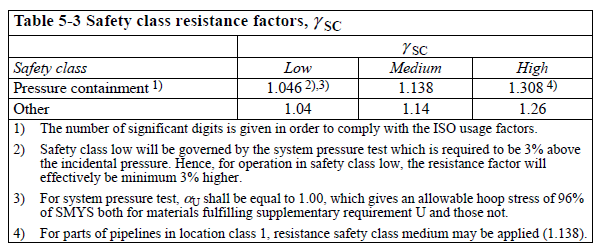 Table 5-3 Safety class resistance factors, γSC
γSC
Safety class Low Medium High
Pressure containment 1) 1.046 2),3) 1.138 1.308 4)
Other 1.04 1.14 1.26
1) The number of significant digits is given in order to comply with the ISO usage factors.
2) Safety class low will be governed by the system pressure test which is required to be 3% above
the incidental pressure. Hence, for operation in safety class low, the resistance factor will
effectively be minimum 3% higher.
3) For system pressure test, αU shall be equal to 1.00, which gives an allowable hoop stress of 96%
of SMYS both for materials fulfilling supplementary requirement U and those not.
4) For parts of pipelines in location class 1, resistance safety class medium may be applied (1.138).